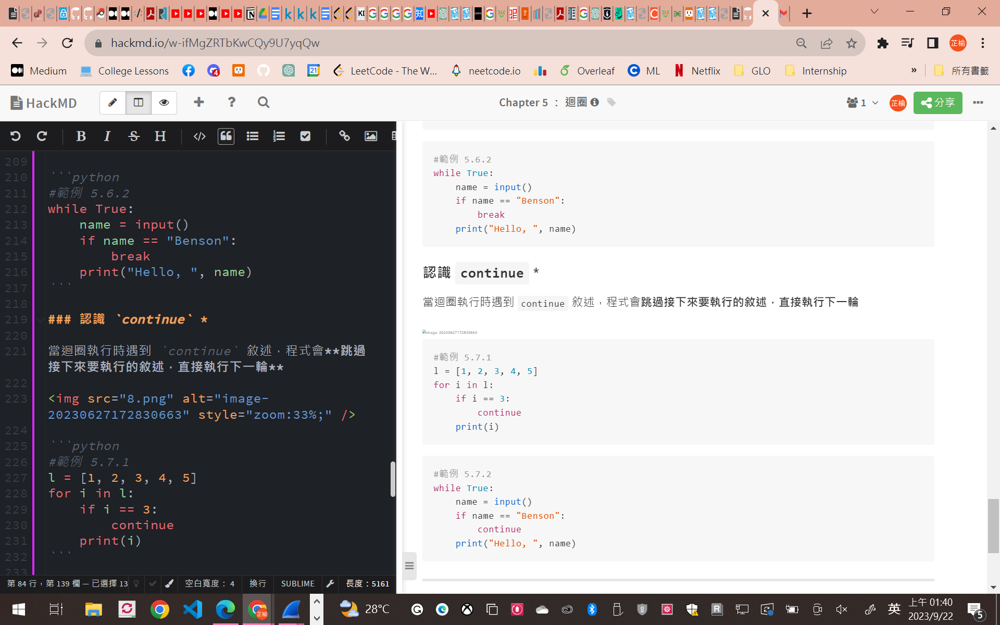 hackmd.io/w-ifMgZRTbKwCQy9U7yqQw
芷榆
Medium College Lessons 4 21 LeetCode - The W... neetcode.io Overleaf C ML Netflix GLO Internship » 所有書籤
HackMD
Chapter 5 ： 迴圈
1
芷榆
分享
B I S H
209
210 ```python
211 #範例 5.6.2
212 while True:
213     name = input()
214     if name == "Benson":
215         break
216     print("Hello, ", name)
217 ```
218
219 ### 認識 `continue` *
220
221 當迴圈執行時遇到 `continue` 敘述，程式會**跳過
接下來要執行的敘述，直接執行下一輪**
222
223 <img src="8.png" alt="image-
20230627172830663" style="zoom:33%;" />
224
225 ```python
226 #範例 5.7.1
227 l = [1, 2, 3, 4, 5]
228 for i in l:
229     if i == 3:
230         continue
231     print(i)
232 ```
233
第 84 行，第 139 欄 — 已選擇 13
空白寬度： 4
換行
SUBLIME
長度：5161
#範例 5.6.2
while True:
    name = input()
    if name == "Benson":
        break
    print("Hello, ", name)
認識 continue *
當迴圈執行時遇到 continue 敘述，程式會跳過接下來要執行的敘述，直接執行下一輪
image-20230627172830663
#範例 5.7.1
l = [1, 2, 3, 4, 5]
for i in l:
    if i == 3:
        continue
    print(i)
#範例 5.7.2
while True:
    name = input()
    if name == "Benson":
        continue
    print("Hello, ", name)
28°C
英
上午 01:40
2023/9/22
5